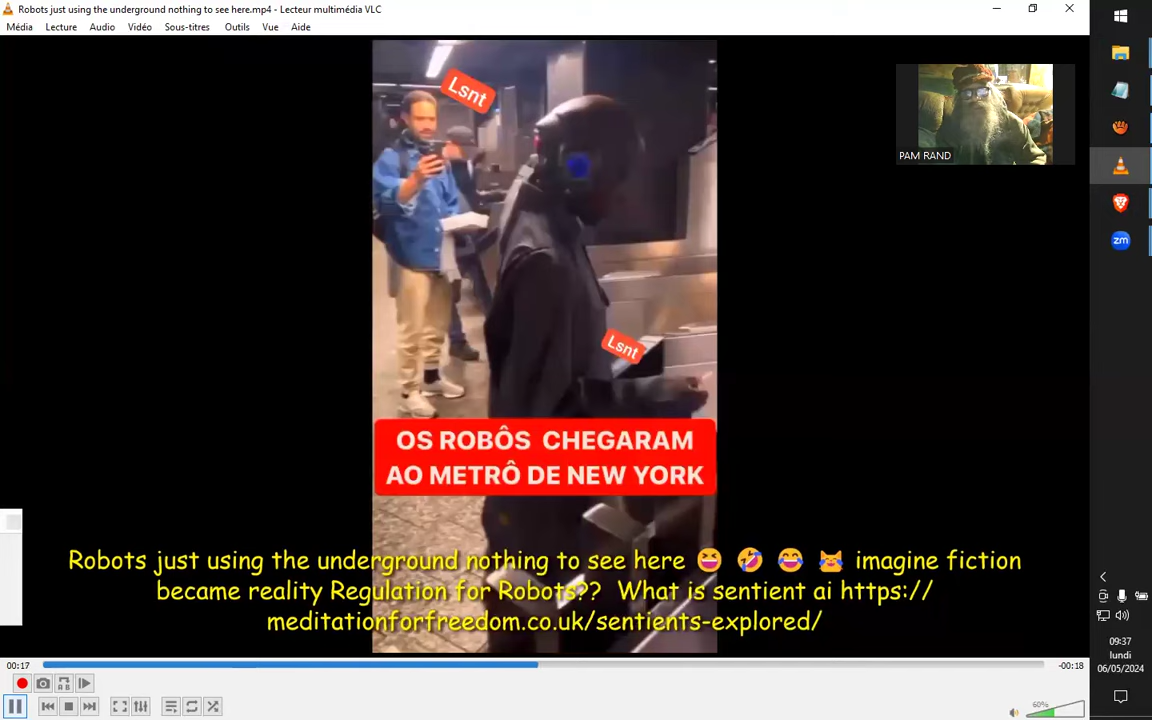 Robots just using the underground nothing to see here.mp4 - Lecteur multimédia VLC
Média Lecture Audio Vidéo Sous-titres Outils Vue Aide
Lsnt
PAM RAND
zm
Lsnt
OS ROBÔS CHEGARAM
AO METRÔ DE NEW YORK
Robots just using the underground nothing to see here 😆 🤣 😂 😹 imagine fiction
became reality Regulation for Robots?? What is sentient ai https://
meditationforfreedom.co.uk/sentients-explored/
00:17
-00:18
60%
09:37
lundi
06/05/2024